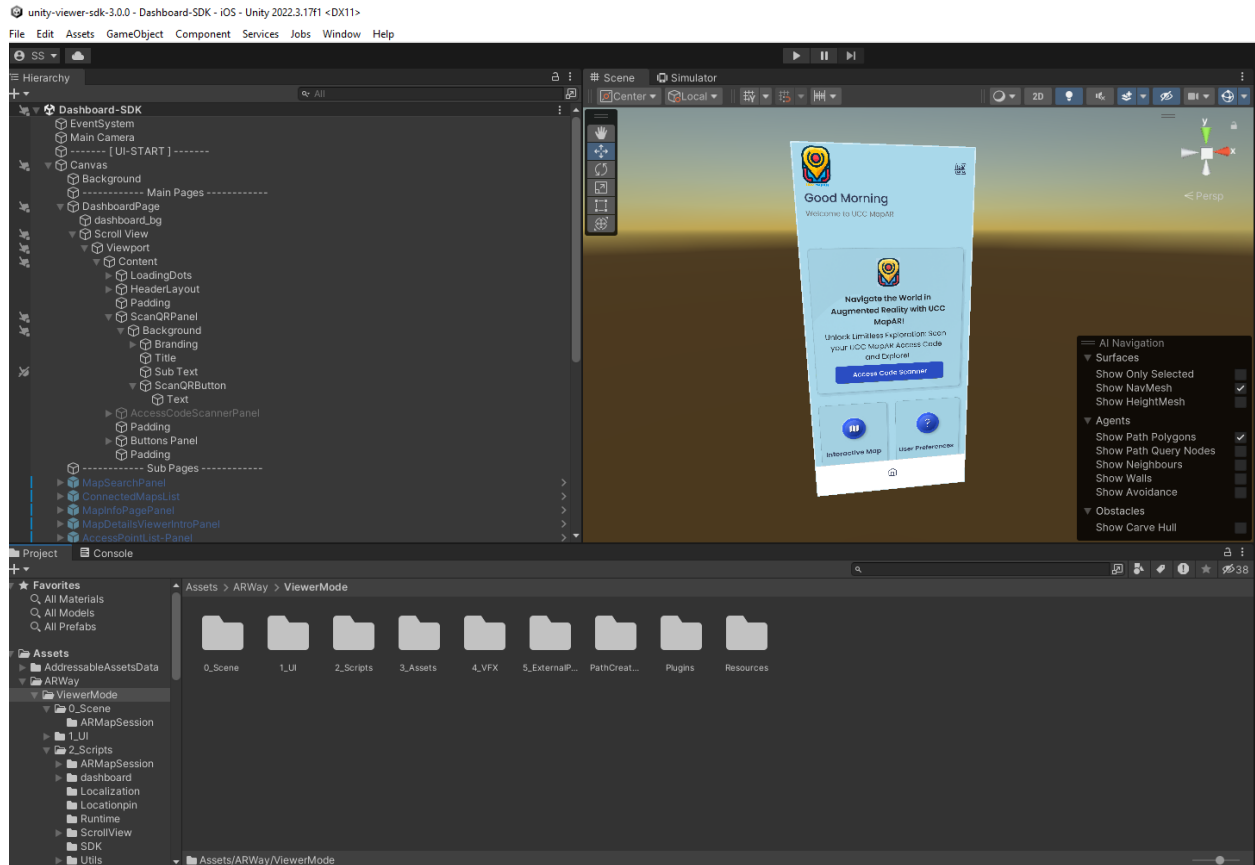 unity-viewer-sdk-3.0.0 - Dashboard-SDK - iOS - Unity 2022.3.17f1 <DX11>
File Edit Assets GameObject Component Services Jobs Window Help
SS
Hierarchy
All
Dashboard-SDK
EventSystem
Main Camera
------- [ UI-START ] -------
Canvas
Background
------------ Main Pages ------------
DashboardPage
dashboard_bg
Scroll View
Viewport
Content
LoadingDots
HeaderLayout
Padding
ScanQRPanel
Background
Branding
Title
Sub Text
ScanQRButton
Text
AccessCodeScannerPanel
Padding
Buttons Panel
Padding
------------ Sub Pages ------------
MapSearchPanel
ConnectedMapsList
MapInfoPagePanel
MapDetailsViewerIntroPanel
AccessPointList-Panel
Scene Simulator
Center Local 2D
y
x
Persp
Good Morning
Welcome to UCC MapAR
Navigate the World in
Augmented Reality with UCC
MapAR!
Unlock Limitless Exploration: Scan
your UCC MapAR Access Code
and Explore!
Access Code Scanner
Interactive Map User Preferences
AI Navigation
Surfaces
Show Only Selected
Show NavMesh
Show HeightMesh
Agents
Show Path Polygons
Show Path Query Nodes
Show Neighbours
Show Walls
Show Avoidance
Obstacles
Show Carve Hull
Project Console
38
Favorites
All Materials
All Models
All Prefabs
Assets
AddressableAssetsData
ARWay
ViewerMode
0_Scene
ARMapSession
1_UI
2_Scripts
ARMapSession
dashboard
Localization
Locationpin
Runtime
ScrollView
SDK
Utils
Assets > ARWay > ViewerMode
0_Scene 1_UI 2_Scripts 3_Assets 4_VFX 5_ExternalP... PathCreat... Plugins Resources
Assets/ARWay/ViewerMode